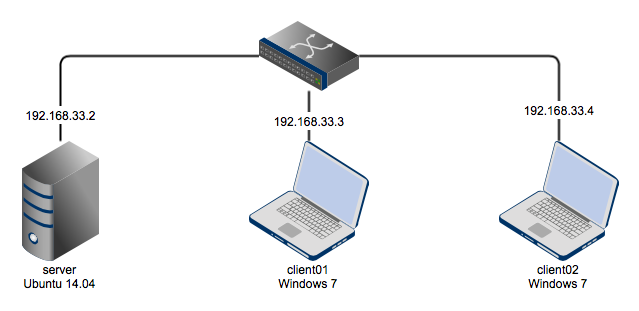 192.168.33.2
192.168.33.3
192.168.33.4
server
Ubuntu 14.04
client01
Windows 7
client02
Windows 7